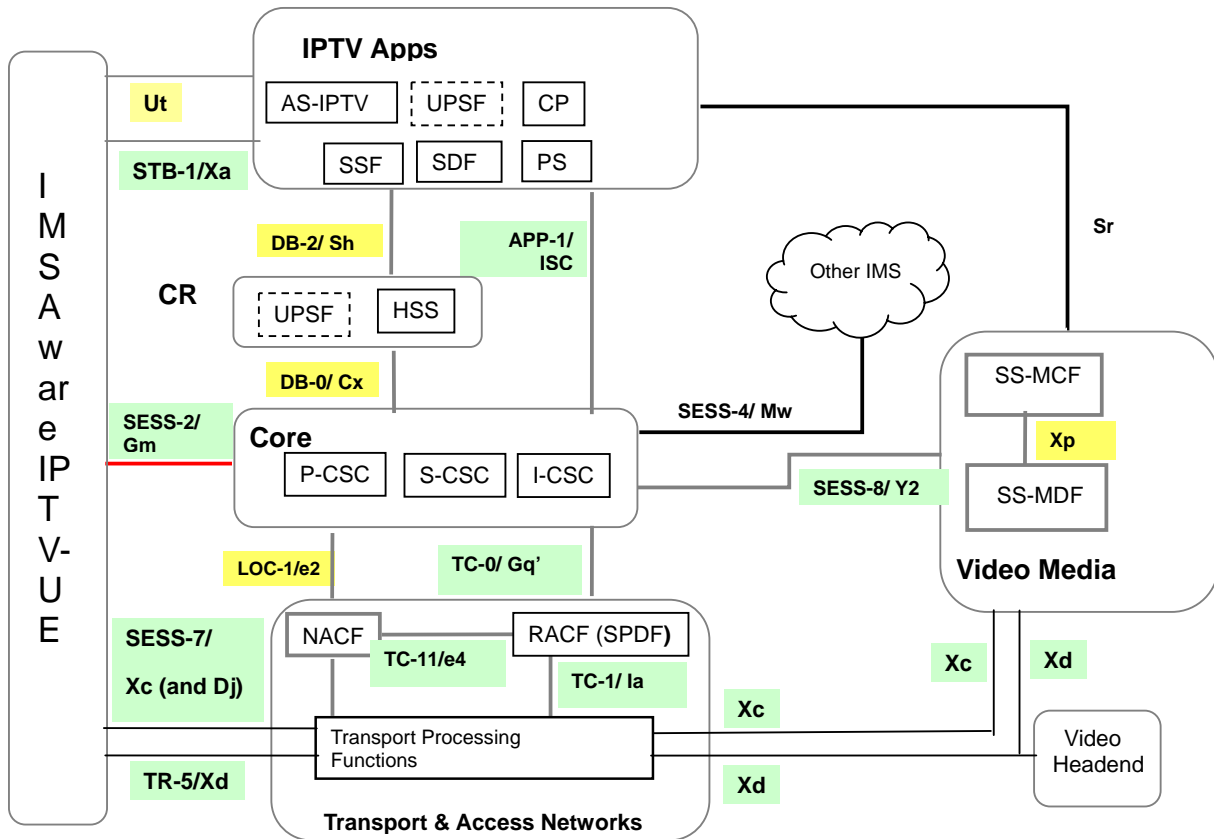 IPTV Apps
Ut
AS-IPTV
UPSF
CP
STB-1/Xa
SSF
SDF
PS
I
M
S
A
w
ar
e
IP
T
V-
U
E
DB-2/ Sh
APP-1/
ISC
Sr
Other IMS
CR
UPSF
HSS
DB-0/ Cx
SS-MCF
SESS-4/ Mw
SESS-2/
Gm
Core
Xp
P-CSC
S-CSC
I-CSC
SESS-8/ Y2
SS-MDF
LOC-1/e2
TC-0/ Gq’
Video Media
NACF
RACF (SPDF)
SESS-7/
Xc (and Dj)
TC-11/e4
TC-1/ Ia
Xc
Xd
Xc
Transport Processing
Functions
Video
Headend
TR-5/Xd
Xd
Transport & Access Networks